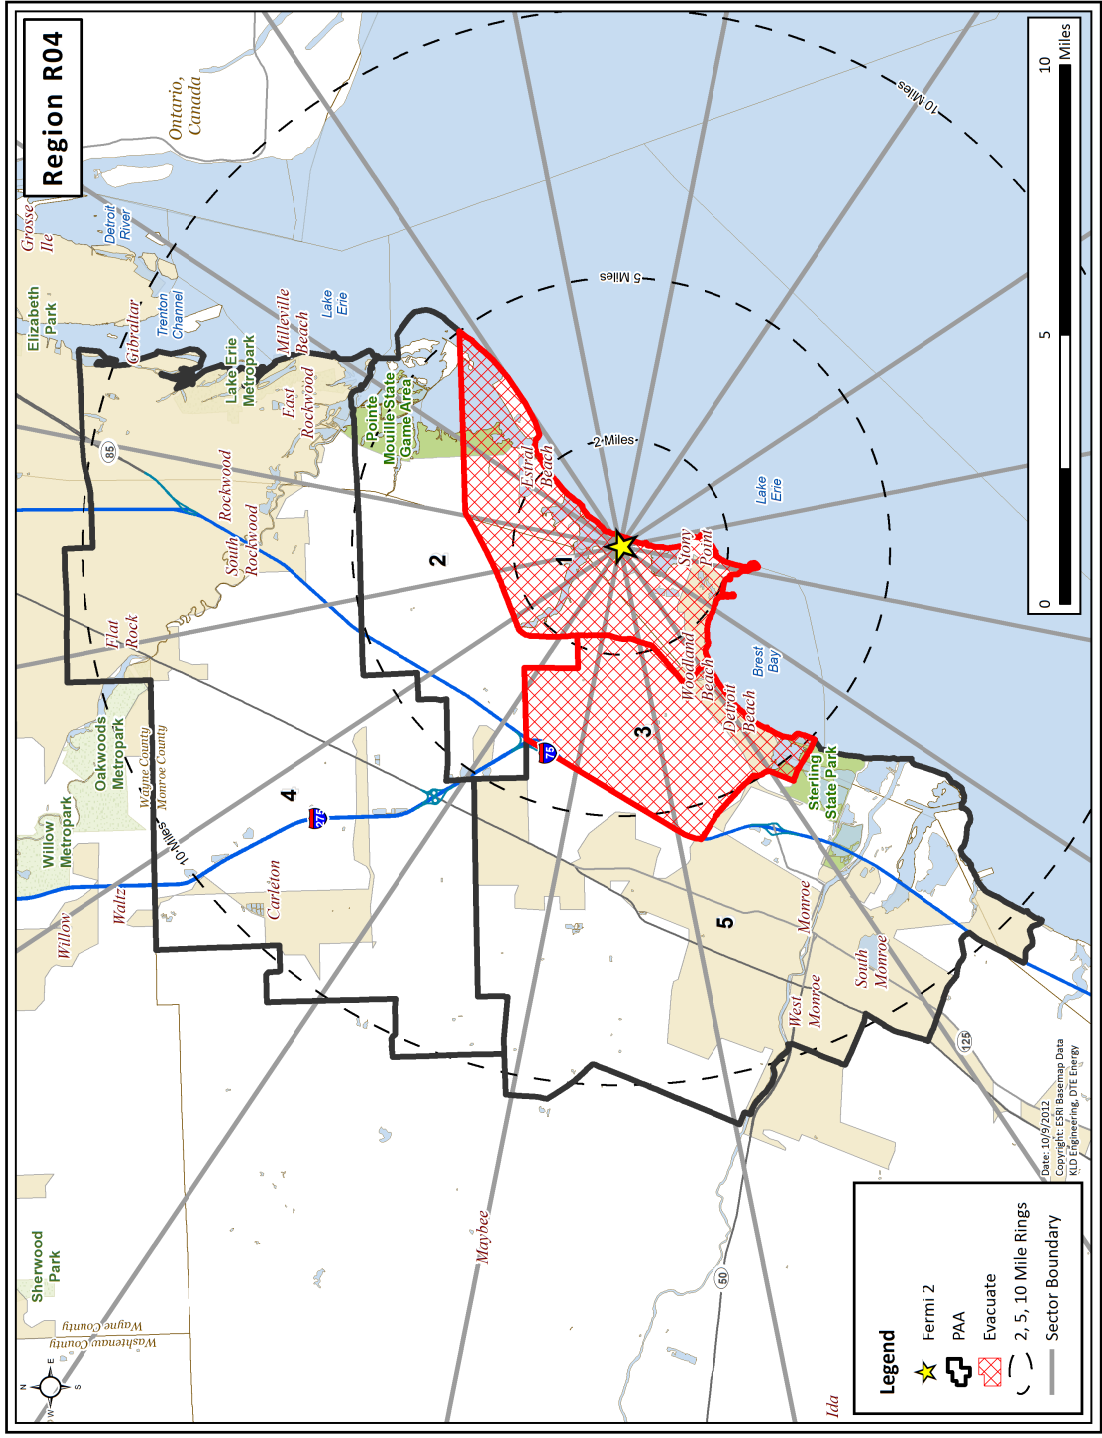 Region R04
Ontario,
Canada
Grosse
Ile
Detroit
River
Elizabeth
Park
Gibraltar
Trenton
Channel
Lake Erie
Metropark
Milleville
Beach
Lake
Erie
East
Rockwood
Pointe
Mouille State
Game Area
85
South Rockwood
South
Rockwood
Flat
Rock
Oakwoods
Metropark
Willow
Metropark
Wayne County
Monroe County
10 Miles
Willow
Waltz
Carleton
4
275
2
1
Estral
Beach
2 Miles
5 Miles
10 Miles
Stony
Point
Lake
Erie
Woodland
Beach
Detroit
Beach
Brest
Bay
3
75
Sterling
State Park
5
Monroe
South
Monroe
West
Monroe
125
50
Maybee
Ida
Sherwood
Park
Wayne County
Washtenaw County
N
E
S
W
Legend
Fermi 2
PAA
Evacuate
2, 5, 10 Mile Rings
Sector Boundary
Date: 10/9/2012
Copyright: ESRI Basemap Data
KLD Engineering, DTE Energy
0
5
10
Miles